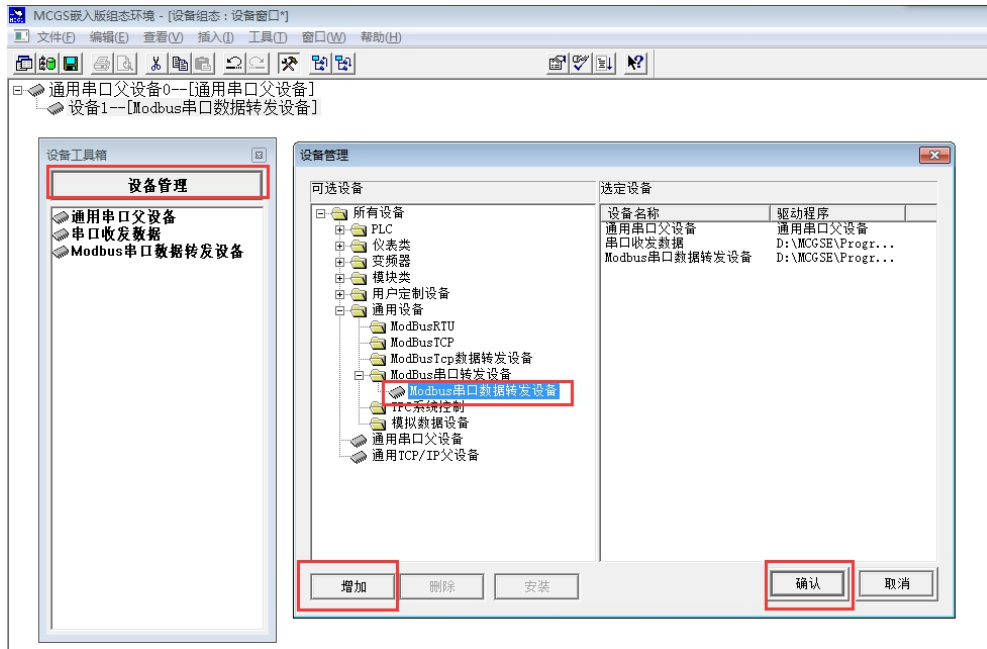 MCGS嵌入版组态环境 - [设备组态：设备窗口*]
文件(F) 编辑(E) 查看(V) 插入(I) 工具(T) 窗口(W) 帮助(H)
通用串口父设备0--[通用串口父设备]
设备1--[Modbus串口数据转发设备]
设备工具箱
设备管理
通用串口父设备
串口收发数据
Modbus串口数据转发设备
设备管理
可选设备
所有设备
PLC
仪表类
变频器
模块类
用户定制设备
通用设备
ModBusRTU
ModBusTCP
ModBusTcp数据转发设备
ModBus串口转发设备
Modbus串口数据转发设备
TPC系统控制
模拟数据设备
通用串口父设备
通用TCP/IP父设备
选定设备
设备名称 驱动程序
通用串口父设备 通用串口父设备
串口收发数据 D:\MCGSE\Progr...
Modbus串口数据转发设备 D:\MCGSE\Progr...
增加 删除 安装 确认 取消